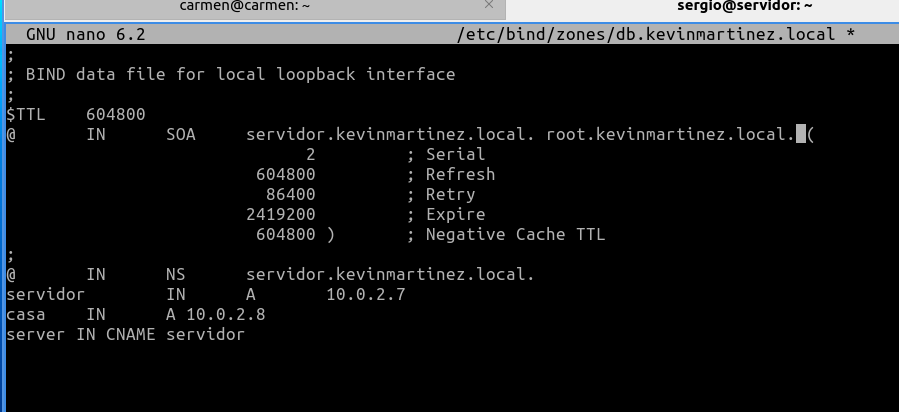 carmen@carmen: ~ × sergio@servidor: ~
GNU nano 6.2 /etc/bind/zones/db.kevinmartinez.local *
;
; BIND data file for local loopback interface
;
$TTL 604800
@ IN SOA servidor.kevinmartinez.local. root.kevinmartinez.local. (
2 ; Serial
604800 ; Refresh
86400 ; Retry
2419200 ; Expire
604800 ) ; Negative Cache TTL
;
@ IN NS servidor.kevinmartinez.local.
servidor IN A 10.0.2.7
casa IN A 10.0.2.8
server IN CNAME servidor